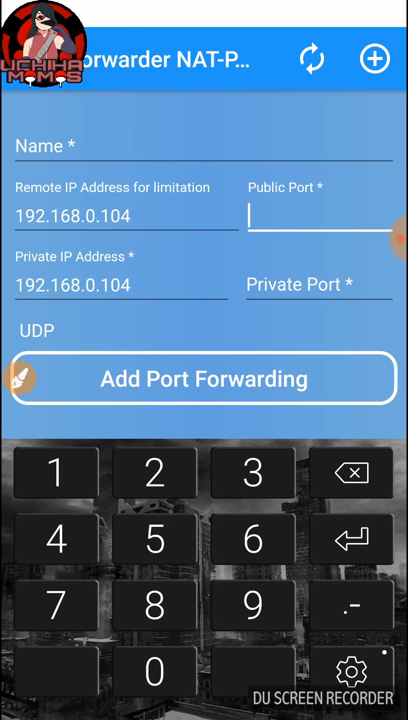 UCHIHA
MOMOS
orwarder NAT-P...
Name *
Remote IP Address for limitation
Public Port *
192.168.0.104
Private IP Address *
192.168.0.104
Private Port *
UDP
Add Port Forwarding
1 2 3
4 5 6
7 8 9 .-
0
DU SCREEN RECORDER